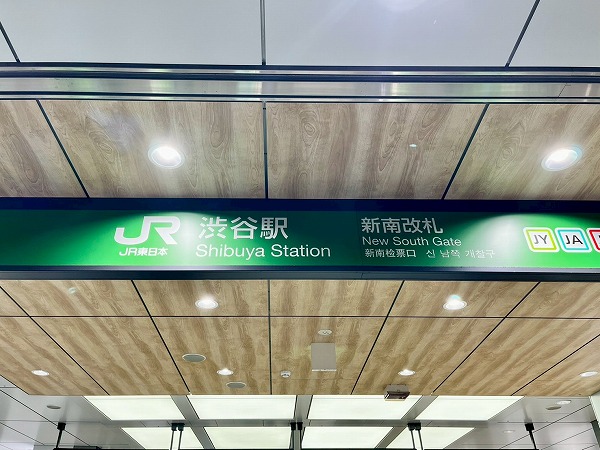 JR
JR東日本
渋谷駅
Shibuya Station
新南改札
New South Gate
新南检票口 신 남쪽 개찰구
JY JA